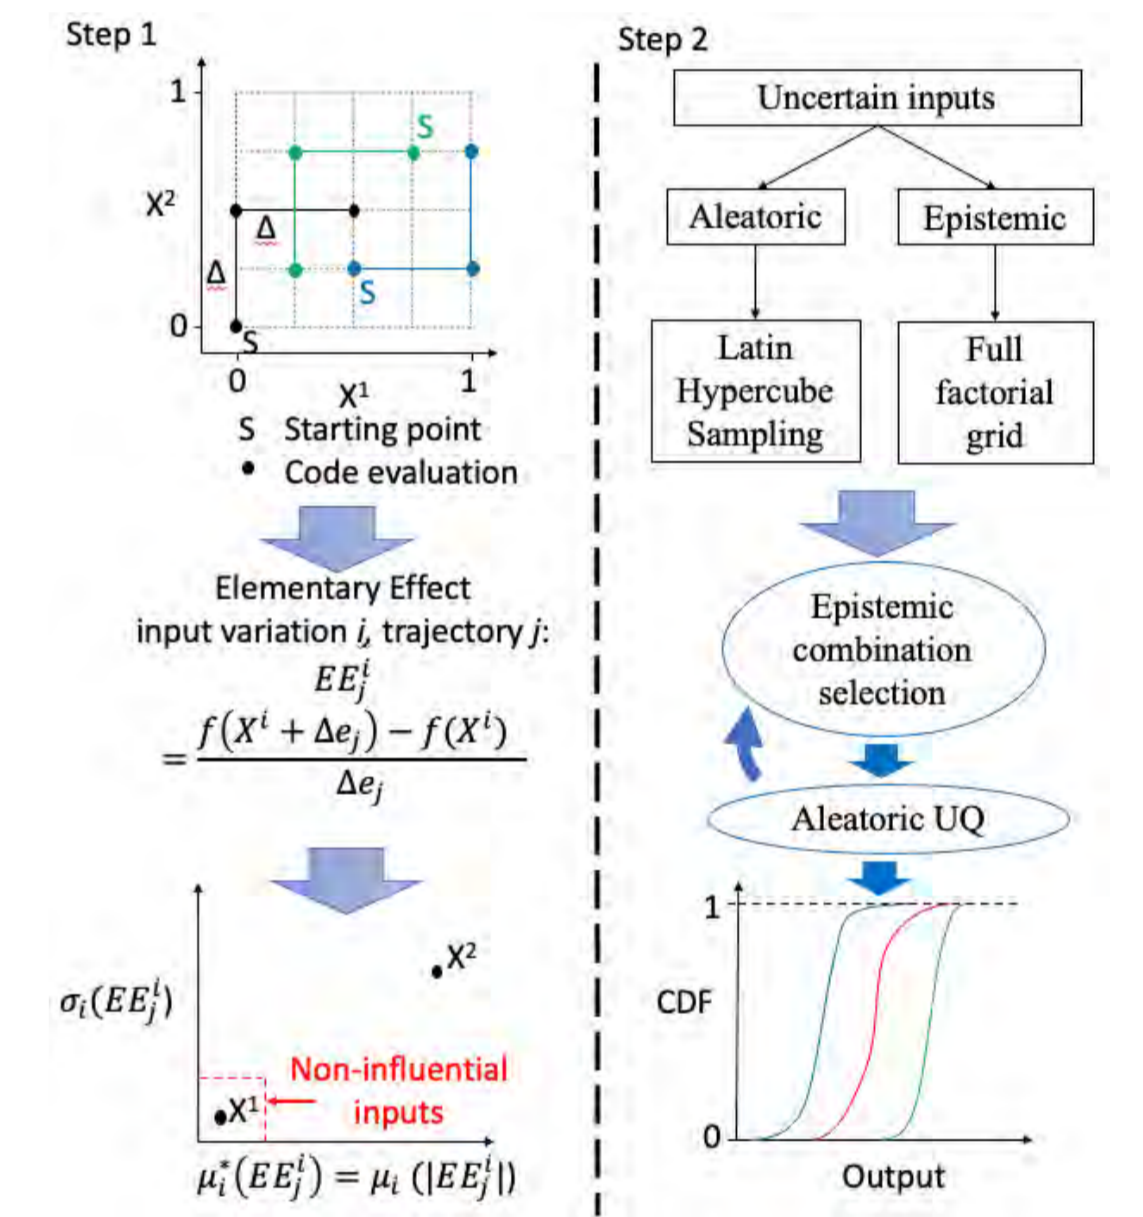 Step 1
1
S
X²
Δ
Δ
S
0
S
0
1
X¹
S Starting point
• Code evaluation
Elementary Effect
input variation i, trajectory j:
EE_j^i
= \frac{f(X^i + Δe_j) − f(X^i)}{Δe_j}
X²
σ_i(EE_j^i)
Non-influential
inputs
X¹
μ_i^*(EE_j^i) = μ_i (|EE_j^i|)
Step 2
Uncertain inputs
Aleatoric
Epistemic
Latin
Hypercube
Sampling
Full
factorial
grid
Epistemic
combination
selection
Aleatoric UQ
1
CDF
0
Output